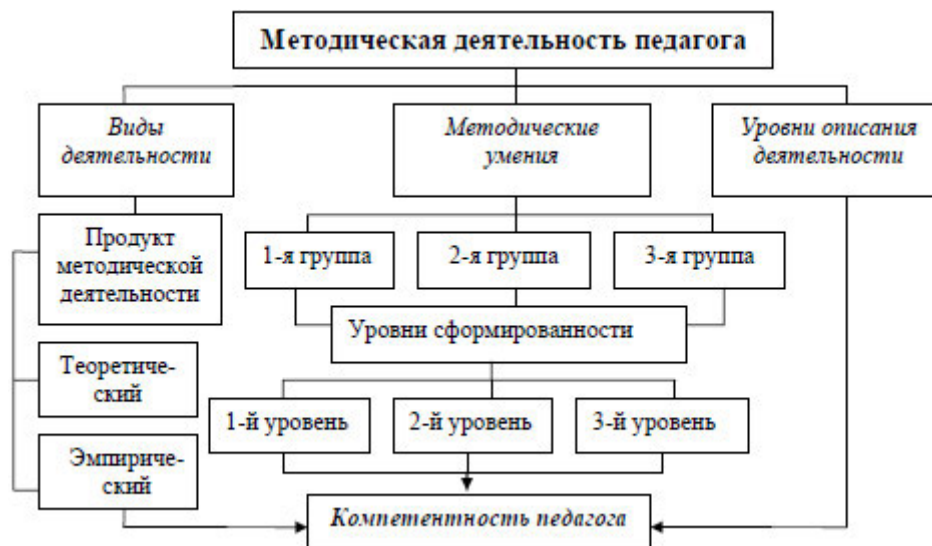 Методическая деятельность педагога
Виды
деятельности
Методические
умения
Уровни описания
деятельности
Продукт
методической
деятельности
1-я группа
2-я группа
3-я группа
Уровни сформированности
Теоретиче-
ский
1-й уровень
2-й уровень
3-й уровень
Эмпириче-
ский
Компетентность педагога